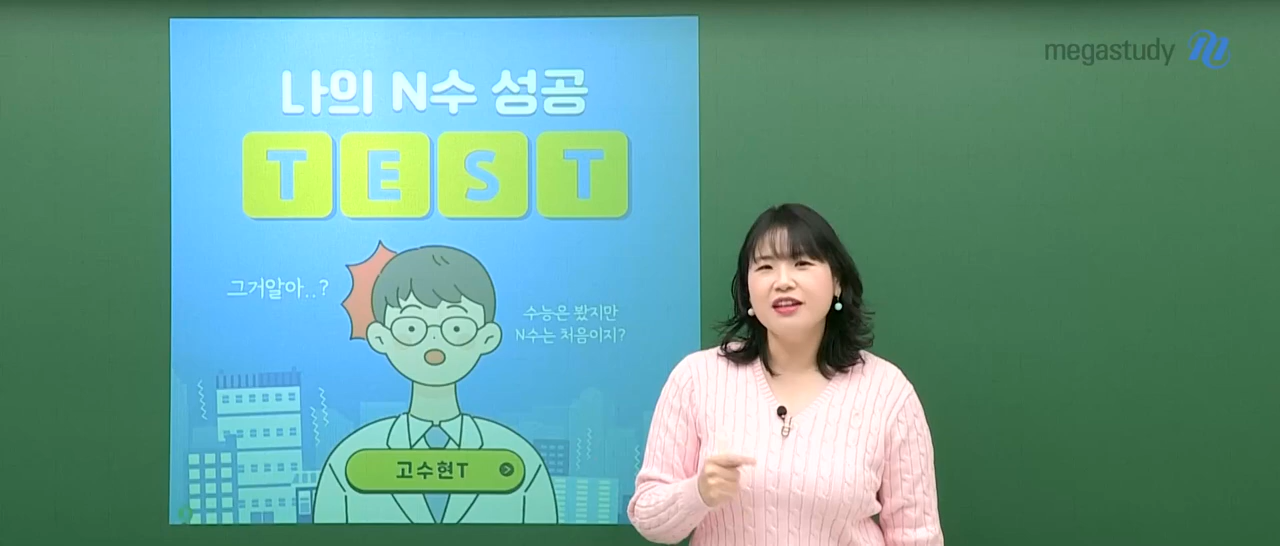 megastudy
나의 N수 성공
TEST
그거알아..?
수능은 봤지만
N수는 처음이지?
고수현T